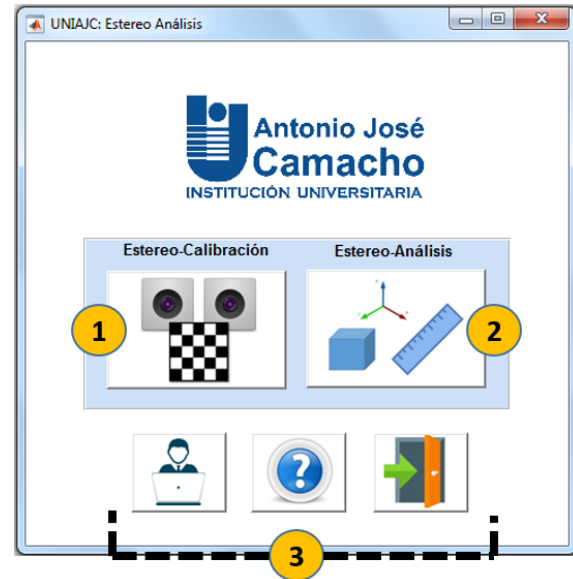 UNIAJC: Estereo Análisis
Antonio José
Camacho
INSTITUCIÓN UNIVERSITARIA
Estereo-Calibración
Estereo-Análisis
1
2
?
3